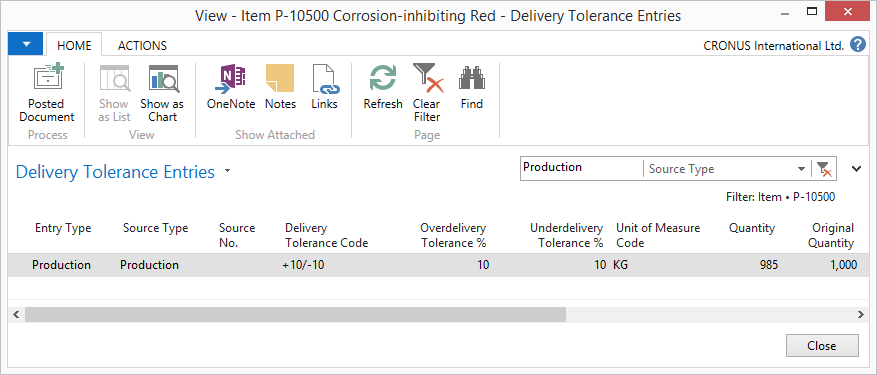 View - Item P-10500 Corrosion-inhibiting Red - Delivery Tolerance Entries
HOME ACTIONS CRONUS International Ltd. ?
Posted Document
Show as List
Show as Chart
OneNote
Notes
Links
Refresh
Clear Filter
Find
Process View Show Attached Page
Delivery Tolerance Entries
Production Source Type
Filter: Item • P-10500
Entry Type
Source Type
Source No.
Delivery Tolerance Code
Overdelivery Tolerance %
Underdelivery Tolerance %
Unit of Measure Code
Quantity
Original Quantity
Production Production +10/-10 10 10 KG 985 1,000
Close